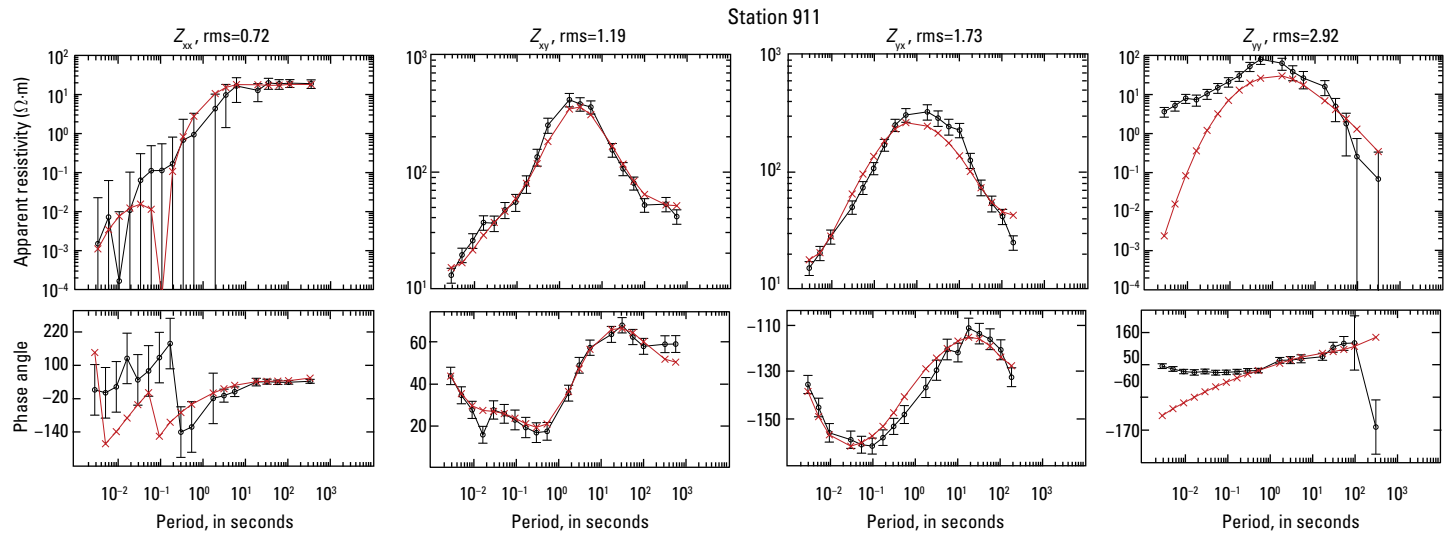 Station 911
Zxx, rms=0.72
Zxy, rms=1.19
Zyx, rms=1.73
Zyy, rms=2.92
Apparent resistivity (Ω·m)
10²
10¹
10⁰
10⁻¹
10⁻²
10⁻³
10⁻⁴
10³
10²
10¹
10³
10²
10¹
10²
10¹
10⁰
10⁻¹
10⁻²
10⁻³
10⁻⁴
Phase angle
220
100
−20
−140
60
40
20
−110
−130
−150
160
50
−60
−170
10⁻² 10⁻¹ 10⁰ 10¹ 10² 10³
10⁻² 10⁻¹ 10⁰ 10¹ 10² 10³
10⁻² 10⁻¹ 10⁰ 10¹ 10² 10³
10⁻² 10⁻¹ 10⁰ 10¹ 10² 10³
Period, in seconds
Period, in seconds
Period, in seconds
Period, in seconds